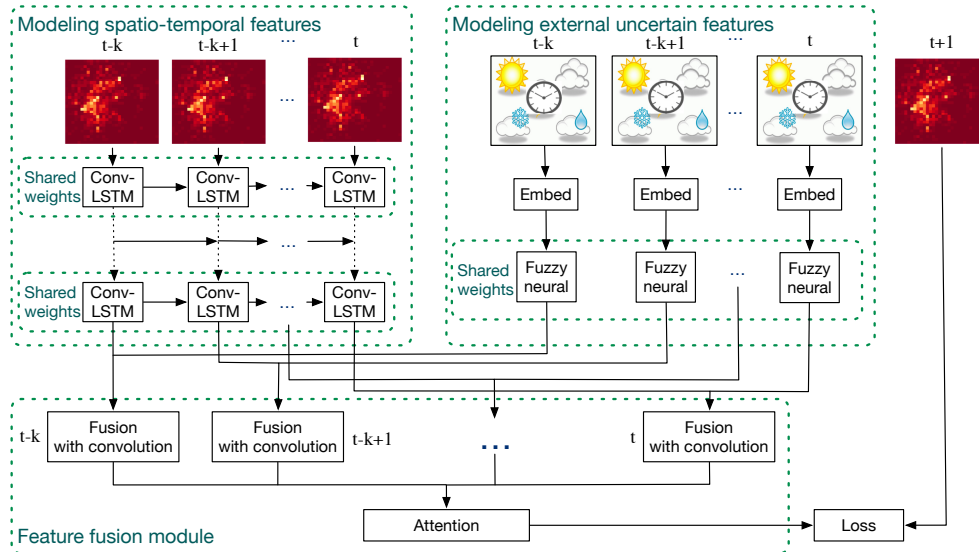 Modeling spatio-temporal features
Modeling external uncertain features
t-k
t-k+1
...
t
t-k
t-k+1
...
t
t+1
...
...
Shared
weights
Conv-
LSTM
Conv-
LSTM
...
Conv-
LSTM
Embed
Embed
...
Embed
...
Shared
weights
Conv-
LSTM
Conv-
LSTM
...
Conv-
LSTM
Shared
weights
Fuzzy
neural
Fuzzy
neural
...
Fuzzy
neural
t-k
Fusion
with convolution
Fusion
with convolution
t-k+1
...
t
Fusion
with convolution
Attention
Loss
Feature fusion module